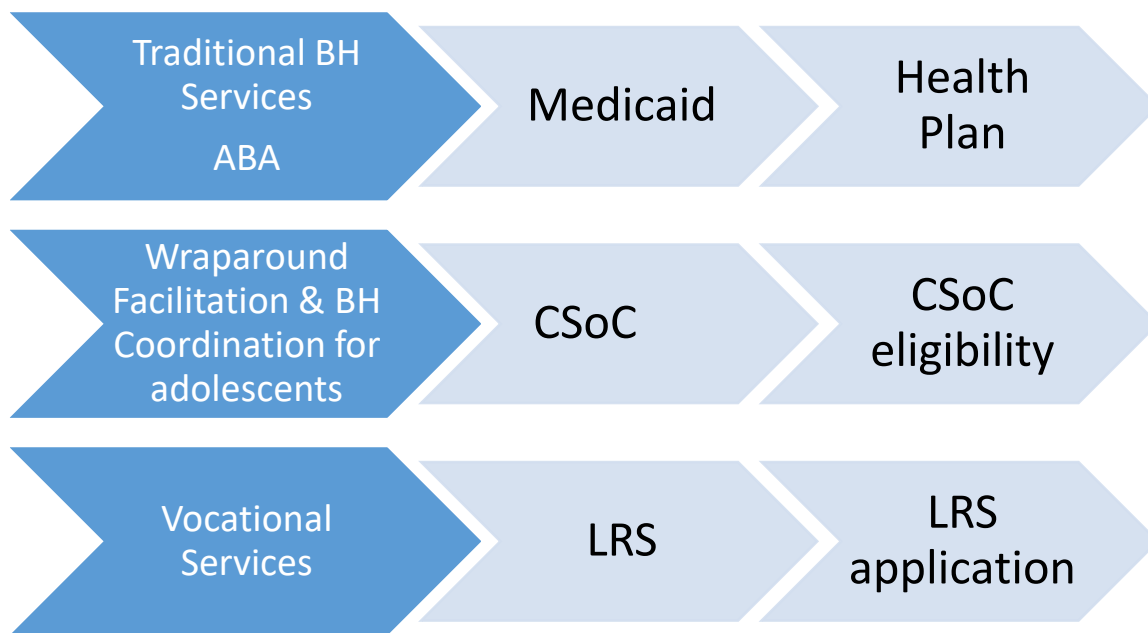 Traditional BH
Services
ABA
Medicaid
Health
Plan
Wraparound
Facilitation & BH
Coordination for
adolescents
CSoC
CSoC
eligibility
Vocational
Services
LRS
LRS
application